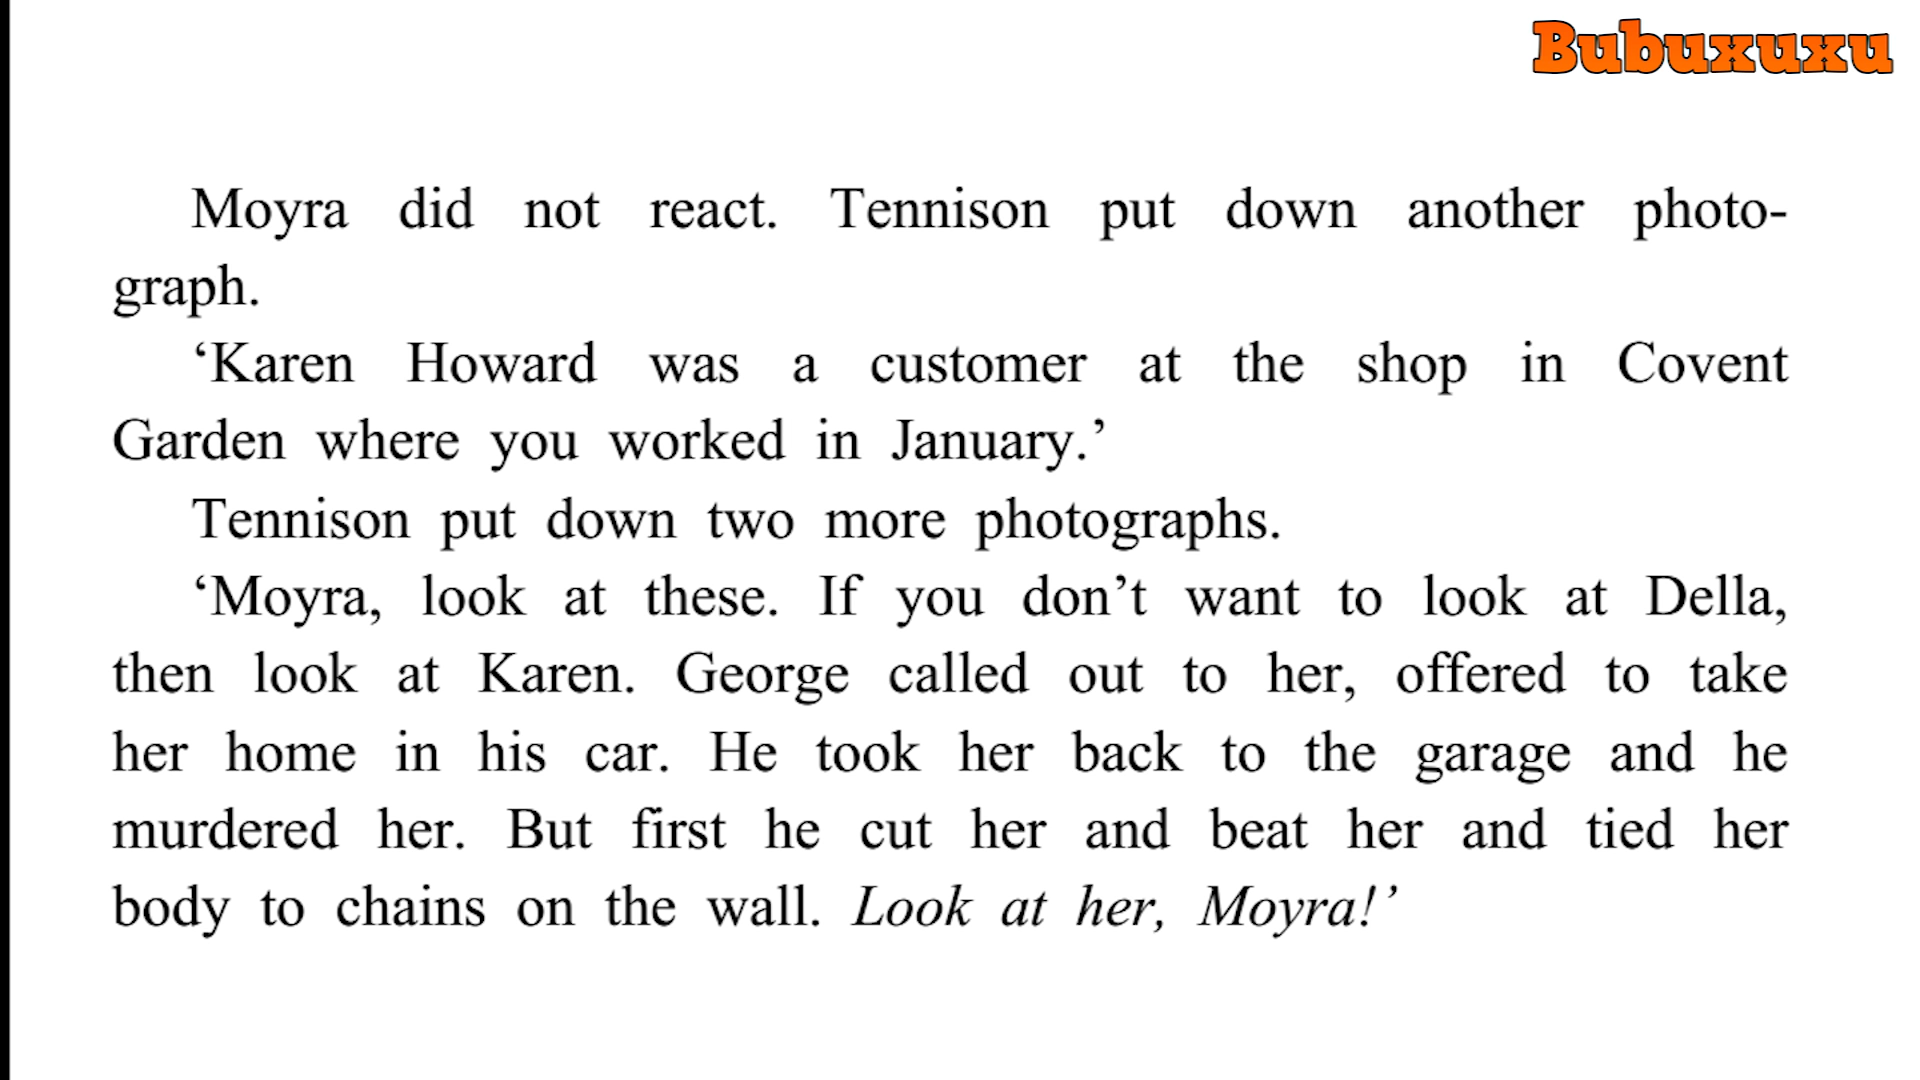 Bubuxuxu
Moyra did not react. Tennison put down another photo-
graph.
‘Karen Howard was a customer at the shop in Covent
Garden where you worked in January.’
Tennison put down two more photographs.
‘Moyra, look at these. If you don’t want to look at Della,
then look at Karen. George called out to her, offered to take
her home in his car. He took her back to the garage and he
murdered her. But first he cut her and beat her and tied her
body to chains on the wall. Look at her, Moyra!’